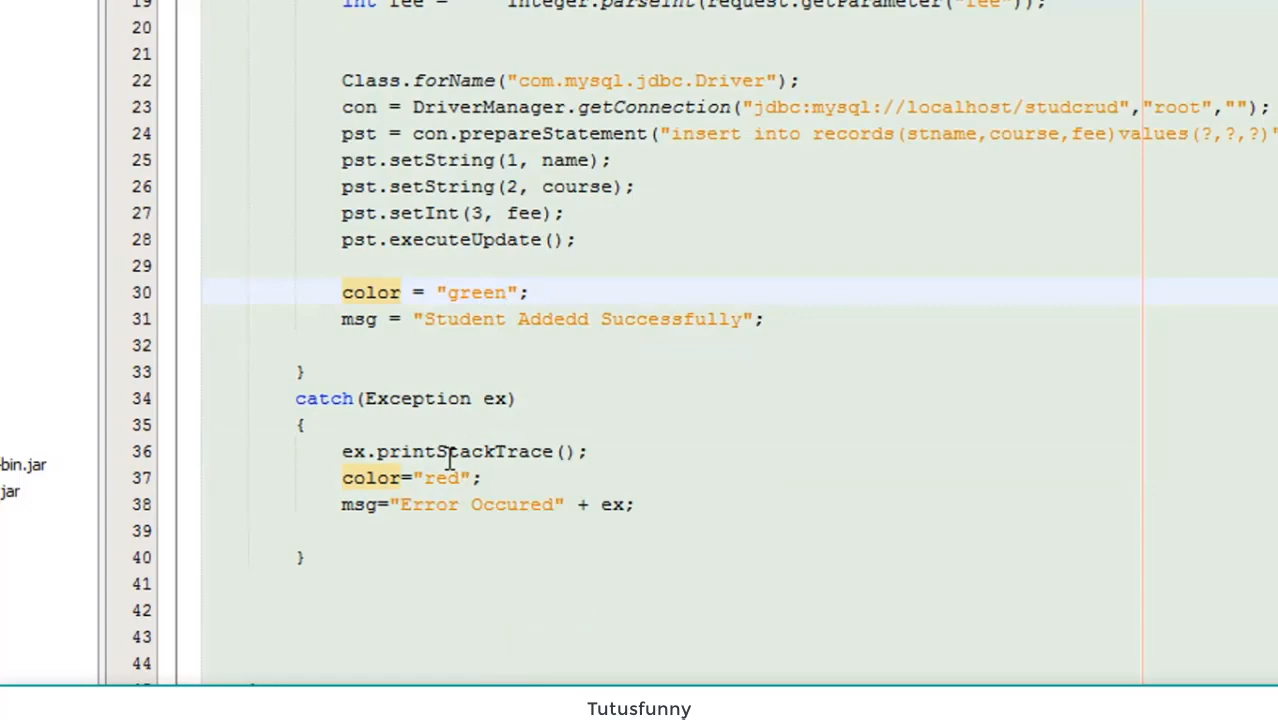 19 int fee = Integer.parseInt(request.getParameter("fee"));
20
21
22 Class.forName("com.mysql.jdbc.Driver");
23 con = DriverManager.getConnection("jdbc:mysql://localhost/studcrud","root","");
24 pst = con.prepareStatement("insert into records(stname,course,fee)values(?,?,?)"
25 pst.setString(1, name);
26 pst.setString(2, course);
27 pst.setInt(3, fee);
28 pst.executeUpdate();
29
30 color = "green";
31 msg = "Student Addedd Successfully";
32
33 }
34 catch(Exception ex)
35 {
36 ex.printStackTrace();
-bin.jar
37 color="red";
jar
38 msg="Error Occured" + ex;
39
40 }
41
42
43
44
Tutusfunny